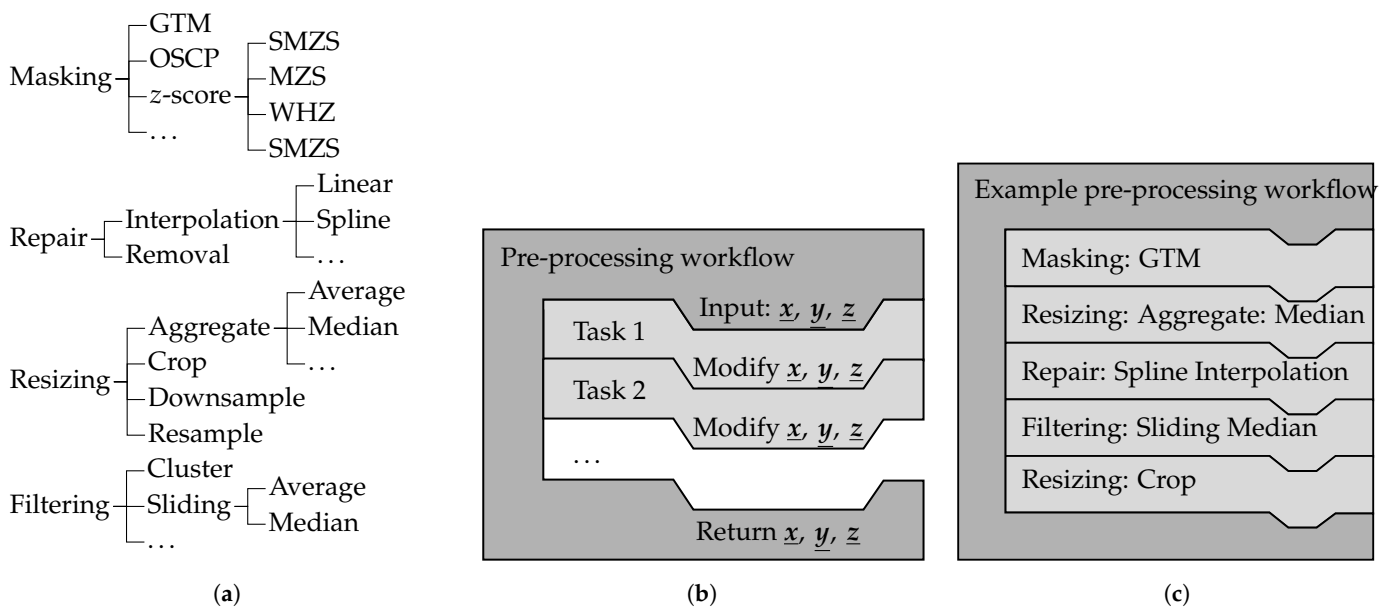 GTM
OSCP
Masking
z-score
. . .
SMZS
MZS
WHZ
SMZS
Repair
Interpolation
Removal
Linear
Spline
. . .
Resizing
Aggregate
Crop
Downsample
Resample
Average
Median
. . .
Filtering
Cluster
Sliding
. . .
Average
Median
(a)
Pre-processing workflow
Input: x, y, z
Task 1
Modify x, y, z
Task 2
Modify x, y, z
. . .
Return x, y, z
(b)
Example pre-processing workflow
Masking: GTM
Resizing: Aggregate: Median
Repair: Spline Interpolation
Filtering: Sliding Median
Resizing: Crop
(c)